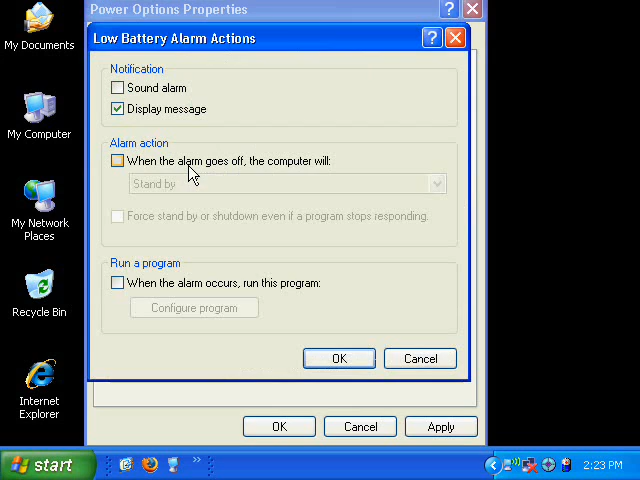 Power Options Properties
Low Battery Alarm Actions
Notification
Sound alarm
Display message
Alarm action
When the alarm goes off, the computer will:
Stand by
Force stand by or shutdown even if a program stops responding.
Run a program
When the alarm occurs, run this program:
Configure program
OK
Cancel
OK
Cancel
Apply
My Documents
My Computer
My Network
Places
Recycle Bin
Internet
Explorer
start
2:23 PM